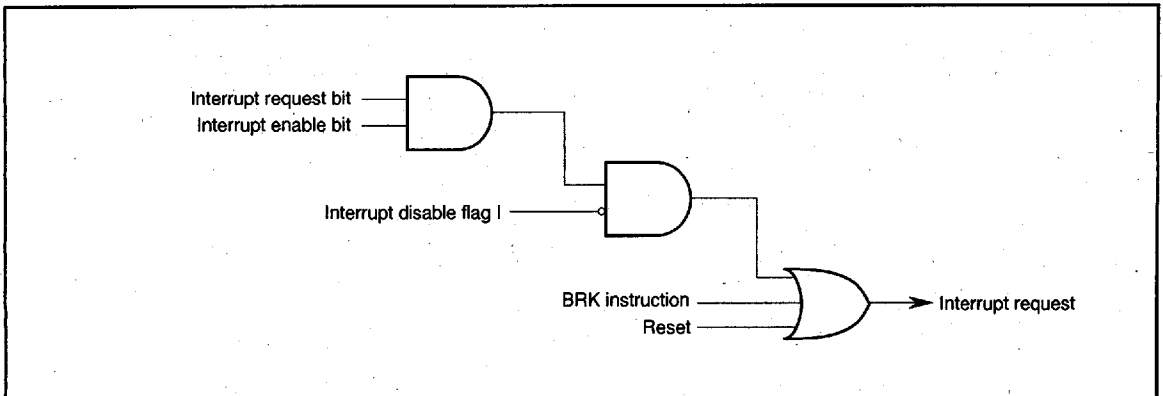 Interrupt request bit
Interrupt enable bit
Interrupt disable flag I
BRK instruction
Reset
Interrupt request